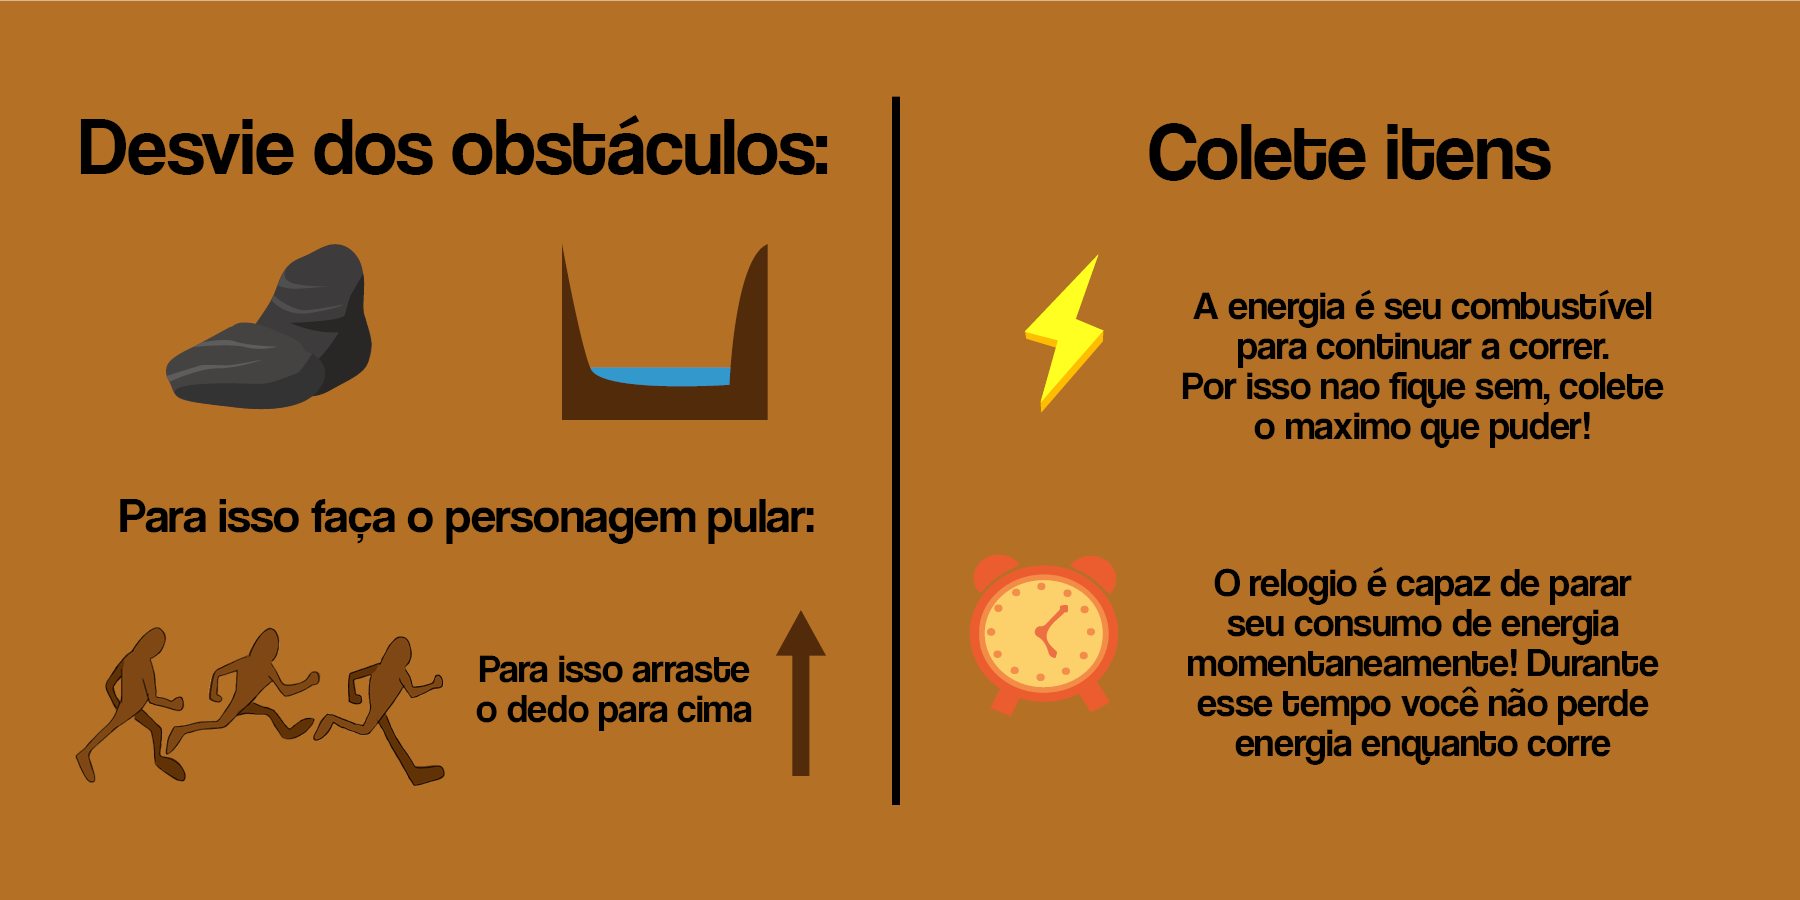 Desvie dos obstáculos:
Para isso faça o personagem pular:
Para isso arraste
o dedo para cima
Colete itens
A energia é seu combustível
para continuar a correr.
Por isso nao fique sem, colete
o maximo que puder!
O relogio é capaz de parar
seu consumo de energia
momentaneamente! Durante
esse tempo você não perde
energia enquanto corre